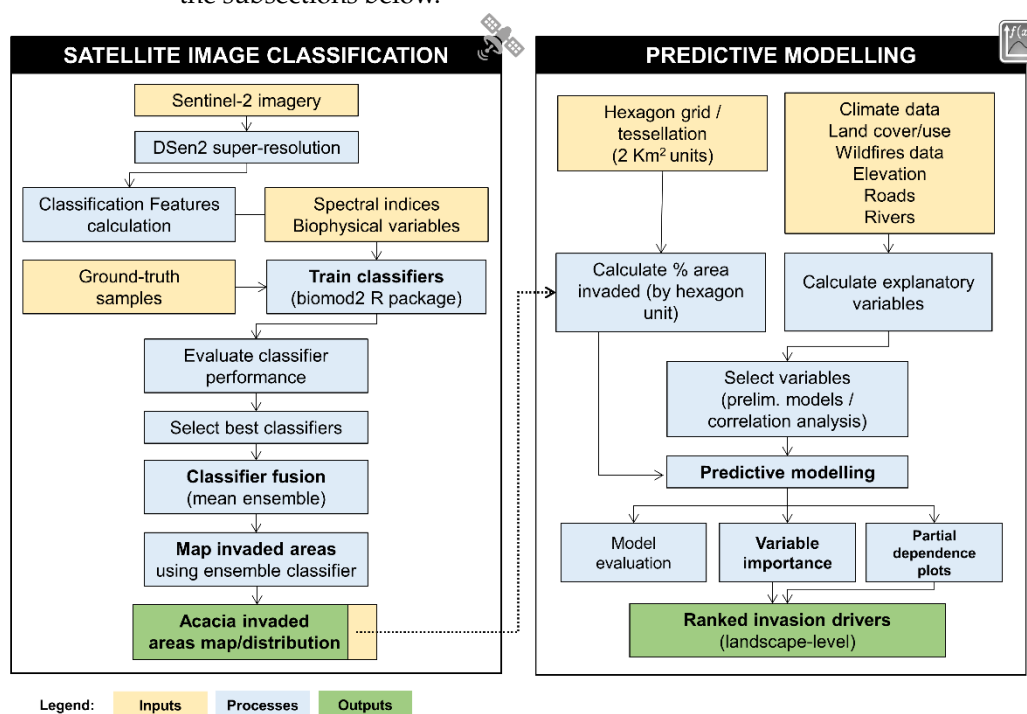 the subsections below.
SATELLITE IMAGE CLASSIFICATION
Sentinel-2 imagery
DSen2 super-resolution
Classification Features
calculation
Spectral indices
Biophysical variables
Ground-truth
samples
Train classifiers
(biomod2 R package)
Evaluate classifier
performance
Select best classifiers
Classifier fusion
(mean ensemble)
Map invaded areas
using ensemble classifier
Acacia invaded
areas map/distribution
PREDICTIVE MODELLING
Hexagon grid /
tessellation
(2 Km² units)
Climate data
Land cover/use
Wildfires data
Elevation
Roads
Rivers
Calculate % area
invaded (by hexagon
unit)
Calculate explanatory
variables
Select variables
(prelim. models /
correlation analysis)
Predictive modelling
Model
evaluation
Variable
importance
Partial
dependence
plots
Ranked invasion drivers
(landscape-level)
Legend:
Inputs
Processes
Outputs